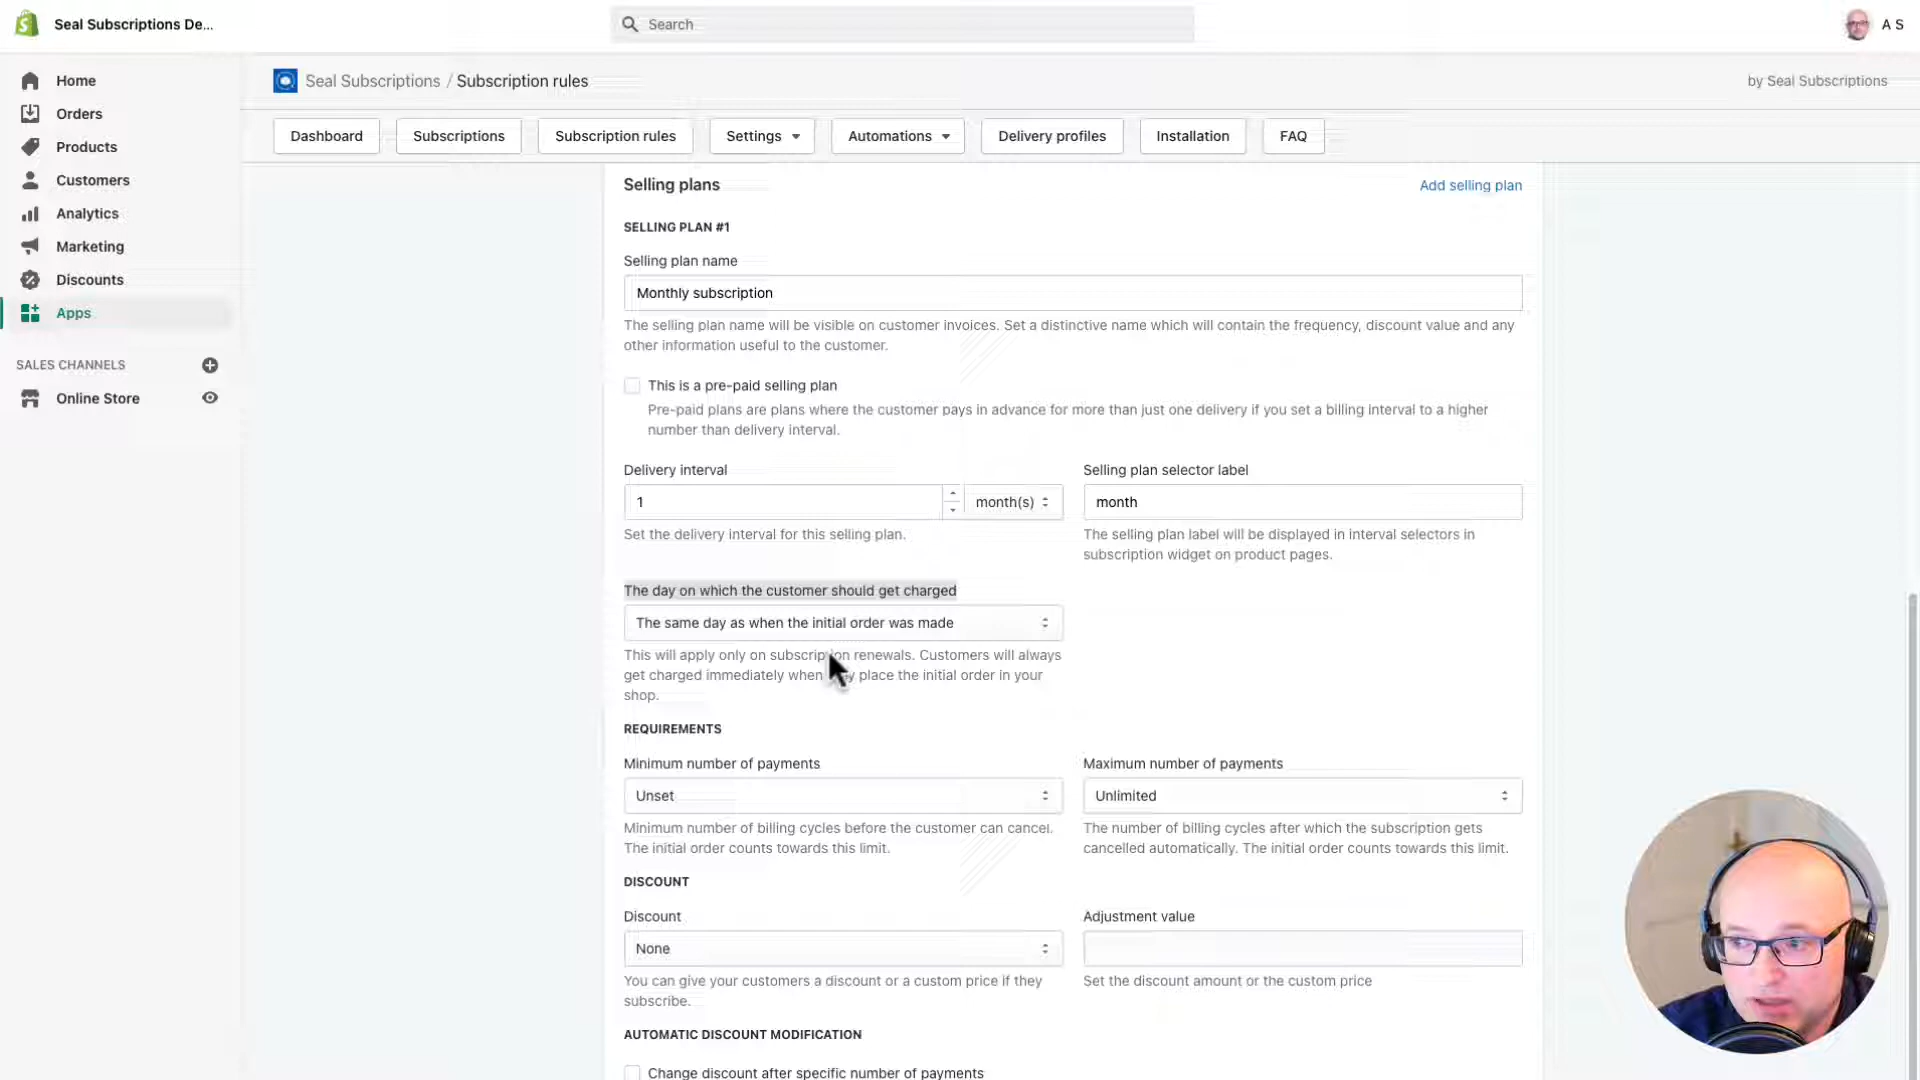 Seal Subscriptions De...
Search
A S
Home
Orders
Products
Customers
Analytics
Marketing
Discounts
Apps
SALES CHANNELS
Online Store
Seal Subscriptions / Subscription rules
by Seal Subscriptions
Dashboard
Subscriptions
Subscription rules
Settings
Automations
Delivery profiles
Installation
FAQ
Selling plans
Add selling plan
SELLING PLAN #1
Selling plan name
Monthly subscription
The selling plan name will be visible on customer invoices. Set a distinctive name which will contain the frequency, discount value and any
other information useful to the customer.
This is a pre-paid selling plan
Pre-paid plans are plans where the customer pays in advance for more than just one delivery if you set a billing interval to a higher
number than delivery interval.
Delivery interval
1
month(s)
Set the delivery interval for this selling plan.
Selling plan selector label
month
The selling plan label will be displayed in interval selectors in
subscription widget on product pages.
The day on which the customer should get charged
The same day as when the initial order was made
This will apply only on subscription renewals. Customers will always
get charged immediately when place the initial order in your
shop.
REQUIREMENTS
Minimum number of payments
Unset
Minimum number of billing cycles before the customer can cancel.
The initial order counts towards this limit.
Maximum number of payments
Unlimited
The number of billing cycles after which the subscription gets
cancelled automatically. The initial order counts towards this limit.
DISCOUNT
Discount
None
You can give your customers a discount or a custom price if they
subscribe.
Adjustment value
Set the discount amount or the custom price
AUTOMATIC DISCOUNT MODIFICATION
Change discount after specific number of payments